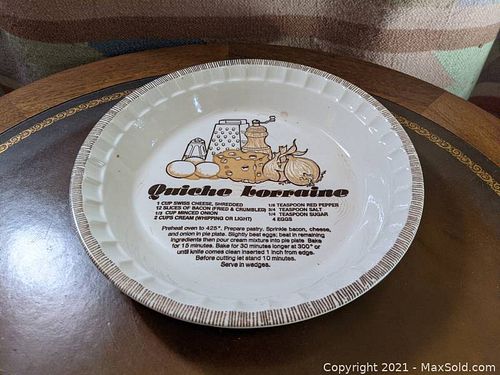 Quiche Lorraine
1 CUP SWISS CHEESE, SHREDDED
12 SLICES OF BACON (FRIED & CRUMBLED)
1/3 CUP MINCED ONION
2 CUPS CREAM (WHIPPING OR LIGHT)
1/8 TEASPOON RED PEPPER
3/4 TEASPOON SALT
1/4 TEASPOON SUGAR
4 EGGS
Preheat oven to 425°. Prepare pastry. Sprinkle bacon, cheese,
and onion in pie plate. Slightly beat eggs; beat in remaining
ingredients then pour cream mixture into pie plate. Bake
for 15 minutes. Bake for 30 minutes longer at 300° or
until knife comes clean inserted 1 inch from edge.
Before cutting let stand 10 minutes.
Serve in wedges.
Copyright 2021 - MaxSold.com